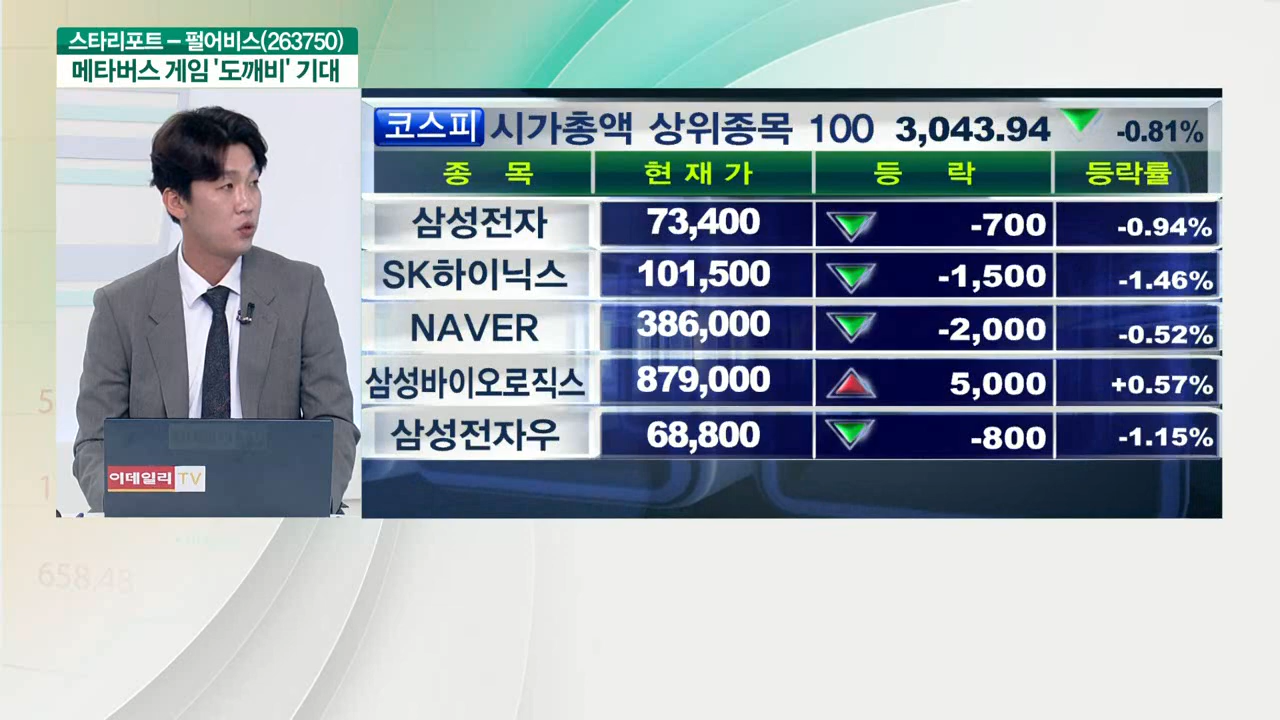 스타리포트 – 펄어비스(263750)
메타버스 게임 '도깨비' 기대
코스피 시가총액 상위종목 100 3,043.94 -0.81%
종 목 현 재 가 등 락 등락률
삼성전자 73,400 -700 -0.94%
SK하이닉스 101,500 -1,500 -1.46%
NAVER 386,000 -2,000 -0.52%
삼성바이오로직스 879,000 5,000 +0.57%
삼성전자우 68,800 -800 -1.15%
이데일리 TV
658.48